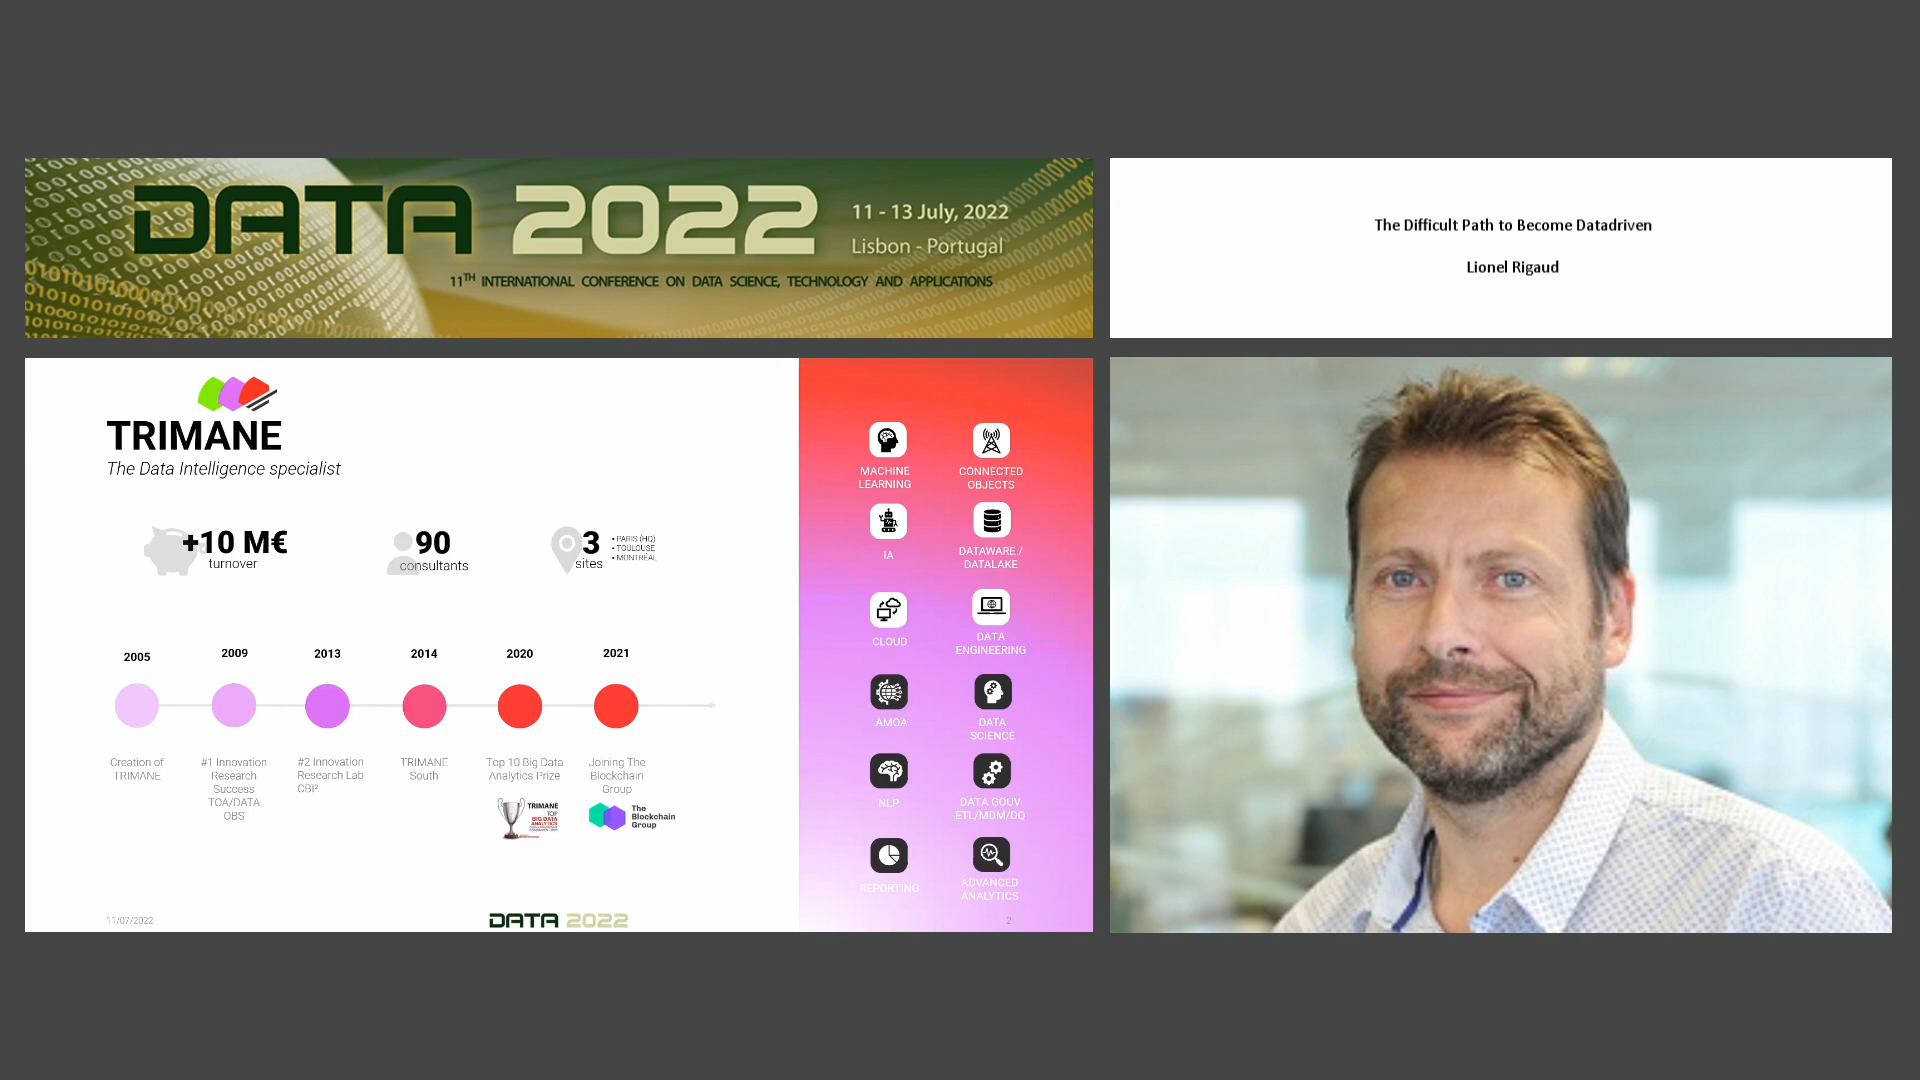 DATA 2022
11 - 13 July, 2022
Lisbon - Portugal
11TH INTERNATIONAL CONFERENCE ON DATA SCIENCE, TECHNOLOGY AND APPLICATIONS
The Difficult Path to Become Datadriven
Lionel Rigaud
TRIMANE
The Data Intelligence specialist
+10 M€
turnover
90
consultants
3
sites
• PARIS (HQ)
• TOULOUSE
• MONTRÉAL
2005
Creation of
TRIMANE
2009
#1 Innovation
Research
Success
TOA/DATA
OBS
2013
#2 Innovation
Research Lab
CBI²
2014
TRIMANE
South
2020
Top 10 Big Data
Analytics Prize
TRIMANE
TOP
BIG DATA
ANALYTICS
2021
Joining The
Blockchain
Group
The
Blockchain
Group
MACHINE
LEARNING
CONNECTED
OBJECTS
IA
DATAWARE /
DATALAKE
CLOUD
DATA
ENGINEERING
AMOA
DATA
SCIENCE
NLP
DATA GOUV
ETL/MDM/DQ
REPORTING
ADVANCED
ANALYTICS
11/07/2022
DATA 2022
2